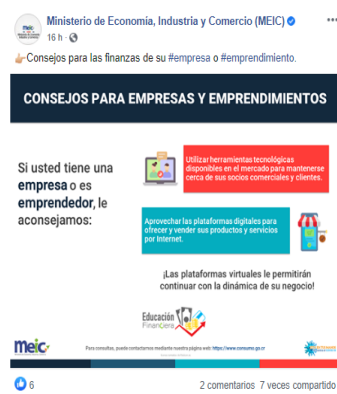 Ministerio de Economía, Industria y Comercio (MEIC)
16 h
Consejos para las finanzas de su #empresa o #emprendimiento.
CONSEJOS PARA EMPRESAS Y EMPRENDIMIENTOS
Si usted tiene una
empresa o es
emprendedor, le
aconsejamos:
Utilizar herramientas tecnológicas
disponibles en el mercado para mantenerse
cerca de sus socios comerciales y clientes.
Aprovechar las plataformas digitales para
ofrecer y vender sus productos y servicios
por Internet.
¡Las plataformas virtuales le permitirán
continuar con la dinámica de su negocio!
Educación
Financiera
meic
Para consultas, puede contactarnos mediante nuestra página web: https://www.consumo.go.cr
6
2 comentarios 7 veces compartido